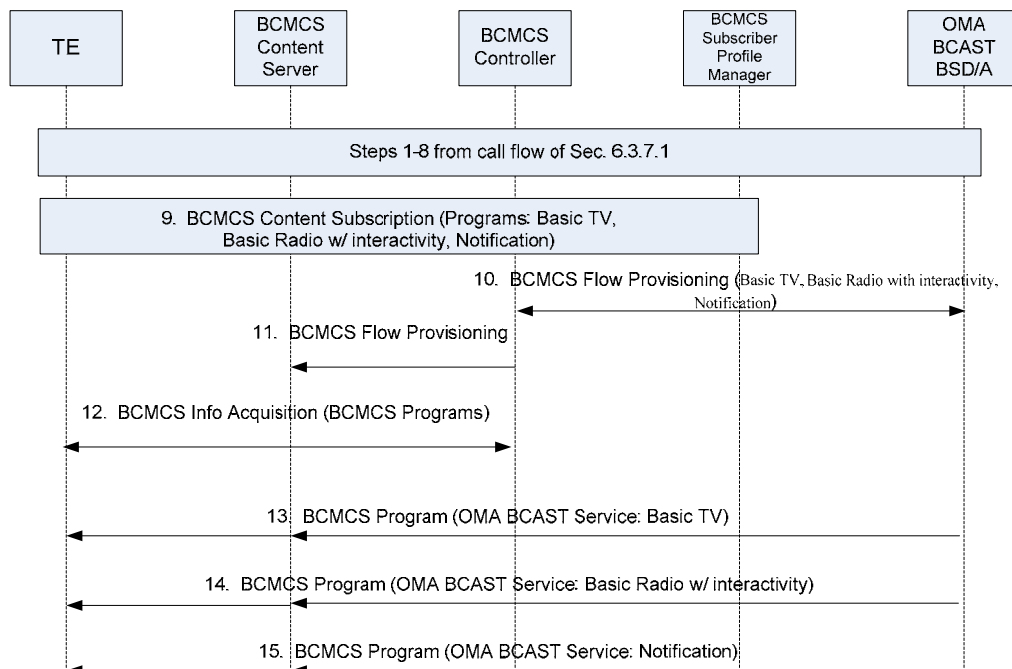 TE
BCMCS
Content
Server
BCMCS
Controller
BCMCS
Subscriber
Profile
Manager
OMA
BCAST
BSD/A
Steps 1-8 from call flow of Sec. 6.3.7.1
9. BCMCS Content Subscription (Programs: Basic TV,
Basic Radio w/ interactivity, Notification)
10. BCMCS Flow Provisioning (Basic TV, Basic Radio with interactivity,
Notification)
11. BCMCS Flow Provisioning
12. BCMCS Info Acquisition (BCMCS Programs)
13. BCMCS Program (OMA BCAST Service: Basic TV)
14. BCMCS Program (OMA BCAST Service: Basic Radio w/ interactivity)
15. BCMCS Program (OMA BCAST Service: Notification)